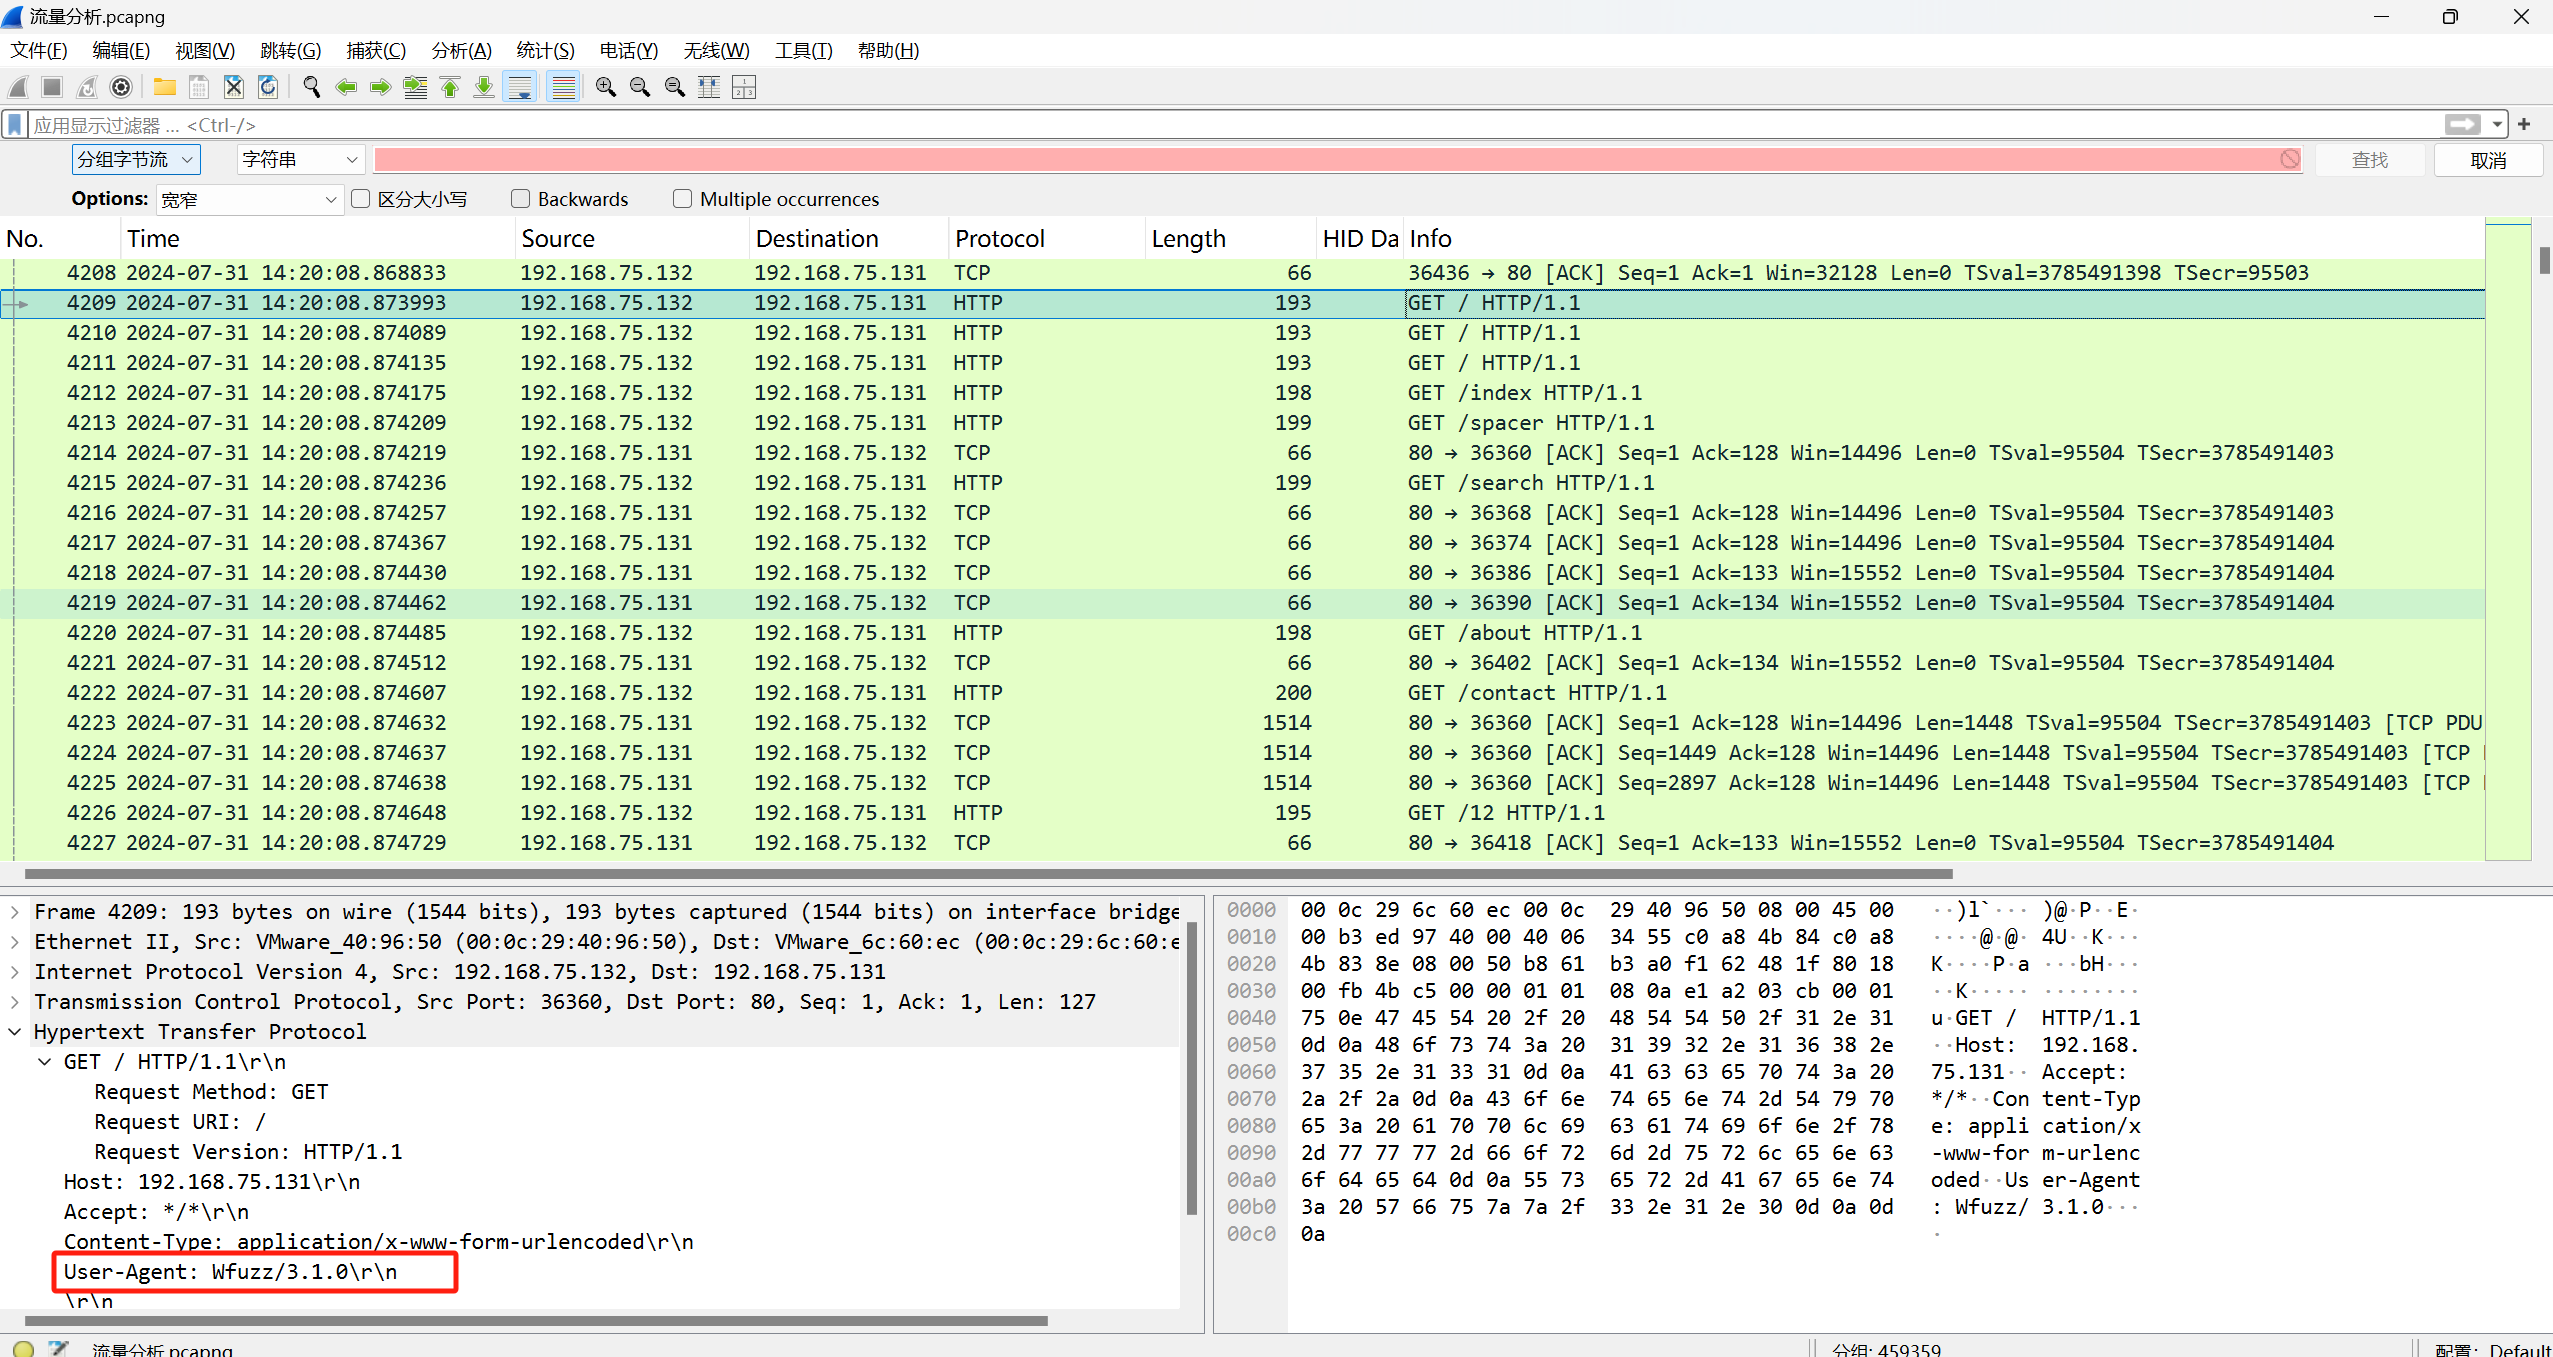 流量分析.pcapng
文件(F) 编辑(E) 视图(V) 跳转(G) 捕获(C) 分析(A) 统计(S) 电话(Y) 无线(W) 工具(T) 帮助(H)
应用显示过滤器 … <Ctrl-/>
分组字节流 字符串 查找 取消
Options: 宽窄 区分大小写 Backwards Multiple occurrences
No. Time Source Destination Protocol Length HID Da Info
4208 2024-07-31 14:20:08.868833 192.168.75.132 192.168.75.131 TCP 66 36436 → 80 [ACK] Seq=1 Ack=1 Win=32128 Len=0 TSval=3785491398 TSecr=95503
4209 2024-07-31 14:20:08.873993 192.168.75.132 192.168.75.131 HTTP 193 GET / HTTP/1.1
4210 2024-07-31 14:20:08.874089 192.168.75.132 192.168.75.131 HTTP 193 GET / HTTP/1.1
4211 2024-07-31 14:20:08.874135 192.168.75.132 192.168.75.131 HTTP 193 GET / HTTP/1.1
4212 2024-07-31 14:20:08.874175 192.168.75.132 192.168.75.131 HTTP 198 GET /index HTTP/1.1
4213 2024-07-31 14:20:08.874209 192.168.75.132 192.168.75.131 HTTP 199 GET /spacer HTTP/1.1
4214 2024-07-31 14:20:08.874219 192.168.75.131 192.168.75.132 TCP 66 80 → 36360 [ACK] Seq=1 Ack=128 Win=14496 Len=0 TSval=95504 TSecr=3785491403
4215 2024-07-31 14:20:08.874236 192.168.75.132 192.168.75.131 HTTP 199 GET /search HTTP/1.1
4216 2024-07-31 14:20:08.874257 192.168.75.131 192.168.75.132 TCP 66 80 → 36368 [ACK] Seq=1 Ack=128 Win=14496 Len=0 TSval=95504 TSecr=3785491403
4217 2024-07-31 14:20:08.874367 192.168.75.131 192.168.75.132 TCP 66 80 → 36374 [ACK] Seq=1 Ack=128 Win=14496 Len=0 TSval=95504 TSecr=3785491404
4218 2024-07-31 14:20:08.874430 192.168.75.131 192.168.75.132 TCP 66 80 → 36386 [ACK] Seq=1 Ack=133 Win=15552 Len=0 TSval=95504 TSecr=3785491404
4219 2024-07-31 14:20:08.874462 192.168.75.131 192.168.75.132 TCP 66 80 → 36390 [ACK] Seq=1 Ack=134 Win=15552 Len=0 TSval=95504 TSecr=3785491404
4220 2024-07-31 14:20:08.874485 192.168.75.132 192.168.75.131 HTTP 198 GET /about HTTP/1.1
4221 2024-07-31 14:20:08.874512 192.168.75.131 192.168.75.132 TCP 66 80 → 36402 [ACK] Seq=1 Ack=134 Win=15552 Len=0 TSval=95504 TSecr=3785491404
4222 2024-07-31 14:20:08.874607 192.168.75.132 192.168.75.131 HTTP 200 GET /contact HTTP/1.1
4223 2024-07-31 14:20:08.874632 192.168.75.131 192.168.75.132 TCP 1514 80 → 36360 [ACK] Seq=1 Ack=128 Win=14496 Len=1448 TSval=95504 TSecr=3785491403 [TCP PDU
4224 2024-07-31 14:20:08.874637 192.168.75.131 192.168.75.132 TCP 1514 80 → 36360 [ACK] Seq=1449 Ack=128 Win=14496 Len=1448 TSval=95504 TSecr=3785491403 [TCP
4225 2024-07-31 14:20:08.874638 192.168.75.131 192.168.75.132 TCP 1514 80 → 36360 [ACK] Seq=2897 Ack=128 Win=14496 Len=1448 TSval=95504 TSecr=3785491403 [TCP
4226 2024-07-31 14:20:08.874648 192.168.75.132 192.168.75.131 HTTP 195 GET /12 HTTP/1.1
4227 2024-07-31 14:20:08.874729 192.168.75.131 192.168.75.132 TCP 66 80 → 36418 [ACK] Seq=1 Ack=133 Win=15552 Len=0 TSval=95504 TSecr=3785491404
Frame 4209: 193 bytes on wire (1544 bits), 193 bytes captured (1544 bits) on interface bridge
Ethernet II, Src: VMware_40:96:50 (00:0c:29:40:96:50), Dst: VMware_6c:60:ec (00:0c:29:6c:60:e
Internet Protocol Version 4, Src: 192.168.75.132, Dst: 192.168.75.131
Transmission Control Protocol, Src Port: 36360, Dst Port: 80, Seq: 1, Ack: 1, Len: 127
Hypertext Transfer Protocol
GET / HTTP/1.1\r\n
Request Method: GET
Request URI: /
Request Version: HTTP/1.1
Host: 192.168.75.131\r\n
Accept: */*\r\n
Content-Type: application/x-www-form-urlencoded\r\n
User-Agent: Wfuzz/3.1.0\r\n
\r\n
0000 00 0c 29 6c 60 ec 00 0c 29 40 96 50 08 00 45 00 ··)l`··· )@·P··E·
0010 00 b3 ed 97 40 00 40 06 34 55 c0 a8 4b 84 c0 a8 ····@·@· 4U··K···
0020 4b 83 8e 08 00 50 b8 61 b3 a0 f1 62 48 1f 80 18 K····P·a ···bH···
0030 00 fb 4b c5 00 00 01 01 08 0a e1 a2 03 cb 00 01 ··K····· ········
0040 75 0e 47 45 54 20 2f 20 48 54 54 50 2f 31 2e 31 u·GET / HTTP/1.1
0050 0d 0a 48 6f 73 74 3a 20 31 39 32 2e 31 36 38 2e ··Host: 192.168.
0060 37 35 2e 31 33 31 0d 0a 41 63 63 65 70 74 3a 20 75.131·· Accept:
0070 2a 2f 2a 0d 0a 43 6f 6e 74 65 6e 74 2d 54 79 70 */*··Con tent-Typ
0080 65 3a 20 61 70 70 6c 69 63 61 74 69 6f 6e 2f 78 e: appli cation/x
0090 2d 77 77 77 2d 66 6f 72 6d 2d 75 72 6c 65 6e 63 -www-for m-urlenc
00a0 6f 64 65 64 0d 0a 55 73 65 72 2d 41 67 65 6e 74 oded··Us er-Agent
00b0 3a 20 57 66 75 7a 7a 2f 33 2e 31 2e 30 0d 0a 0d : Wfuzz/ 3.1.0···
00c0 0a ·
流量分析.pcapng 分组: 459359 配置: Default